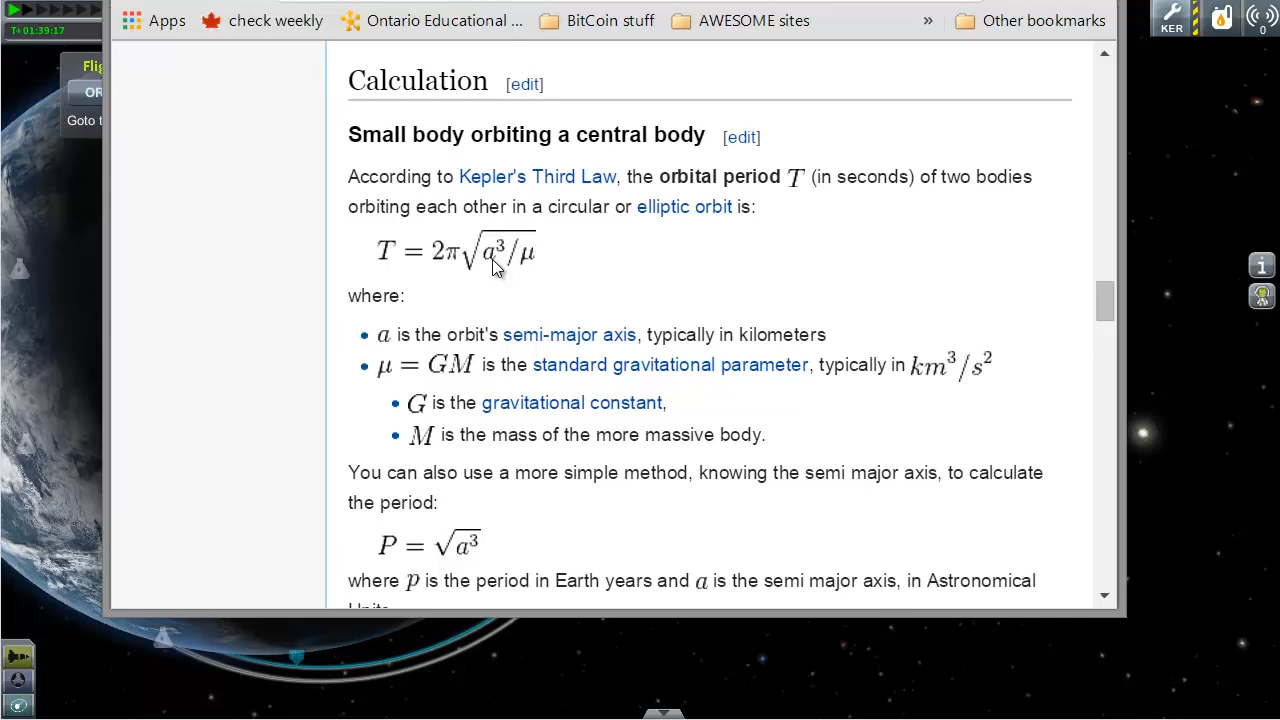 Apps check weekly Ontario Educational ... BitCoin stuff AWESOME sites » Other bookmarks
KER
0
T+ 01:39:17
Flig
OR
Goto t
Calculation [edit]
Small body orbiting a central body [edit]
According to Kepler's Third Law, the orbital period T (in seconds) of two bodies
orbiting each other in a circular or elliptic orbit is:
T = 2π√(a³/μ)
where:
• a is the orbit's semi-major axis, typically in kilometers
• μ = GM is the standard gravitational parameter, typically in km³/s²
• G is the gravitational constant,
• M is the mass of the more massive body.
You can also use a more simple method, knowing the semi major axis, to calculate
the period:
P = √a³
where p is the period in Earth years and a is the semi major axis, in Astronomical
Units